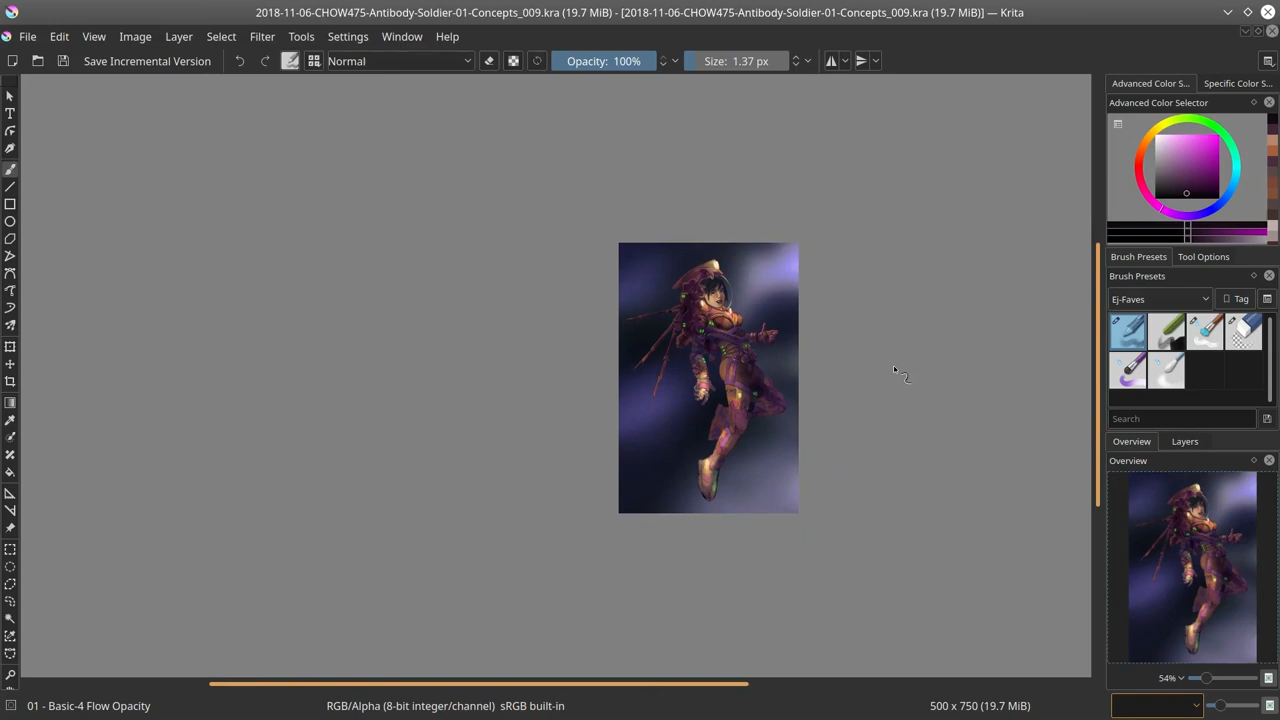 2018-11-06-CHOW475-Antibody-Soldier-01-Concepts_009.kra (19.7 MiB) - [2018-11-06-CHOW475-Antibody-Soldier-01-Concepts_009.kra (19.7 MiB)] — Krita
File Edit View Image Layer Select Filter Tools Settings Window Help
Save Incremental Version Normal Opacity: 100% Size: 1.37 px
Advanced Color S... Specific Color S...
Advanced Color Selector
Brush Presets Tool Options
Brush Presets
Ej-Faves Tag
Search
Overview Layers
Overview
54%
01 - Basic-4 Flow Opacity RGB/Alpha (8-bit integer/channel) sRGB built-in 500 x 750 (19.7 MiB)